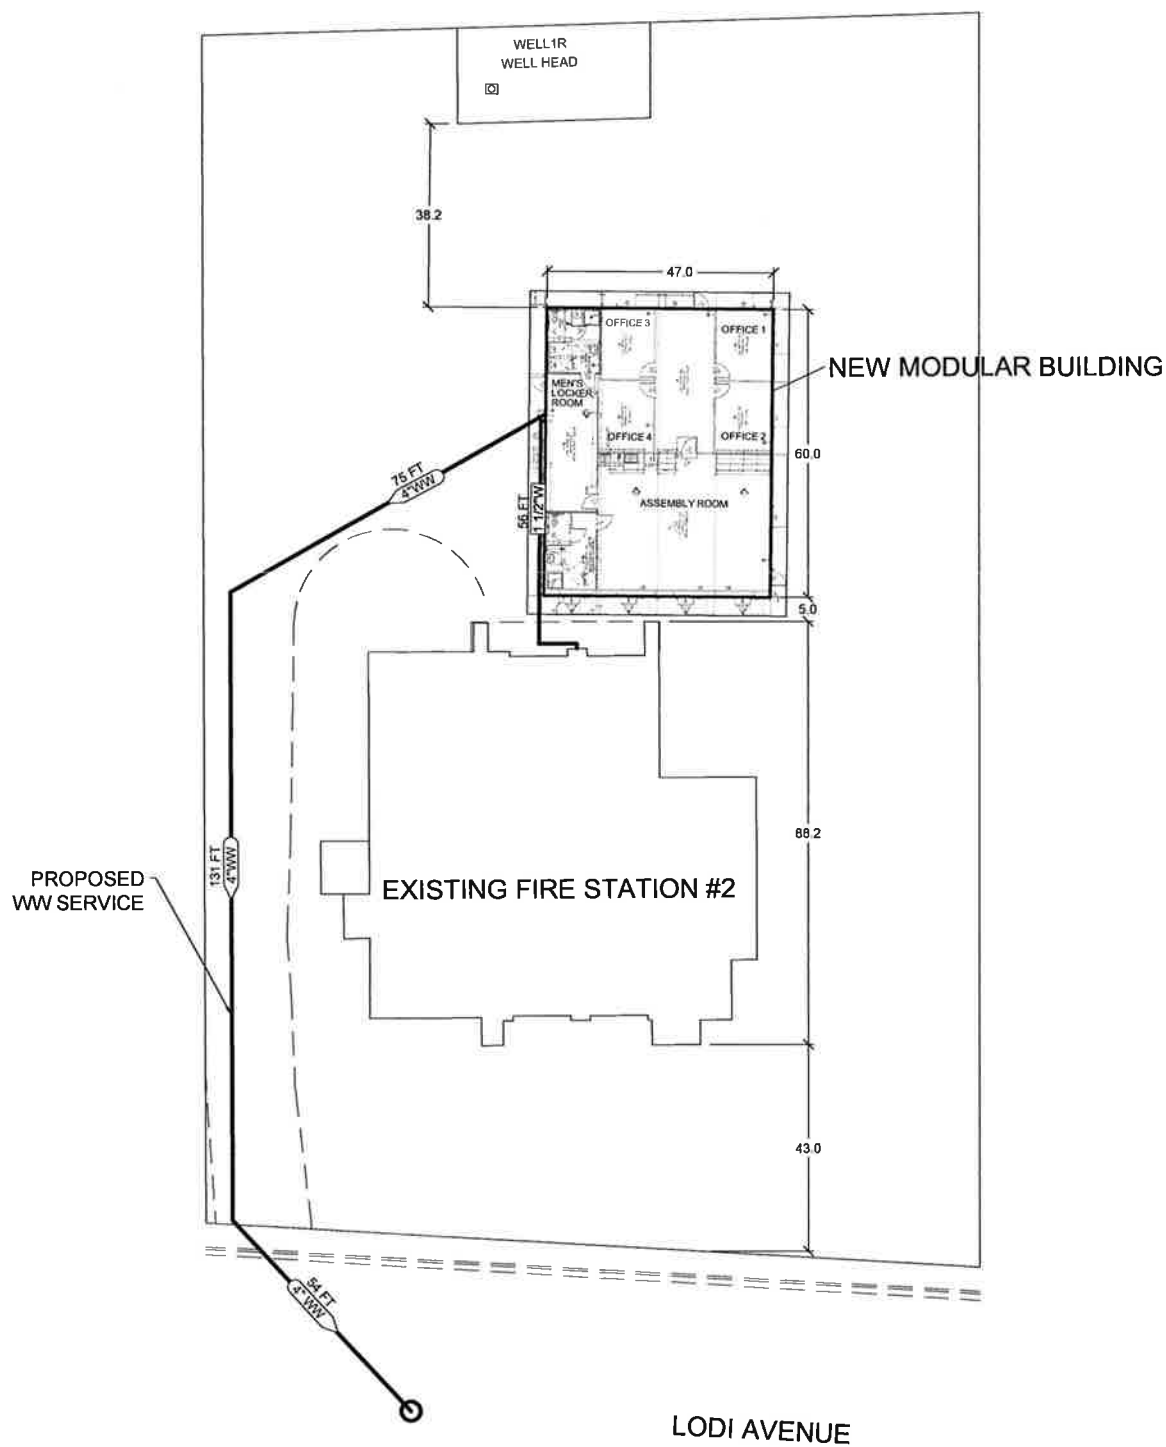 WELL1R
WELL HEAD
38.2
47.0
OFFICE 3
OFFICE 1
NEW MODULAR BUILDING
MEN'S
LOCKER
ROOM
OFFICE 4
OFFICE 2
60.0
75 FT
4"WW
56 FT
1 1/2"W
ASSEMBLY ROOM
5.0
88.2
131 FT
4"WW
PROPOSED
WW SERVICE
EXISTING FIRE STATION #2
43.0
54 FT
4" WW
LODI AVENUE